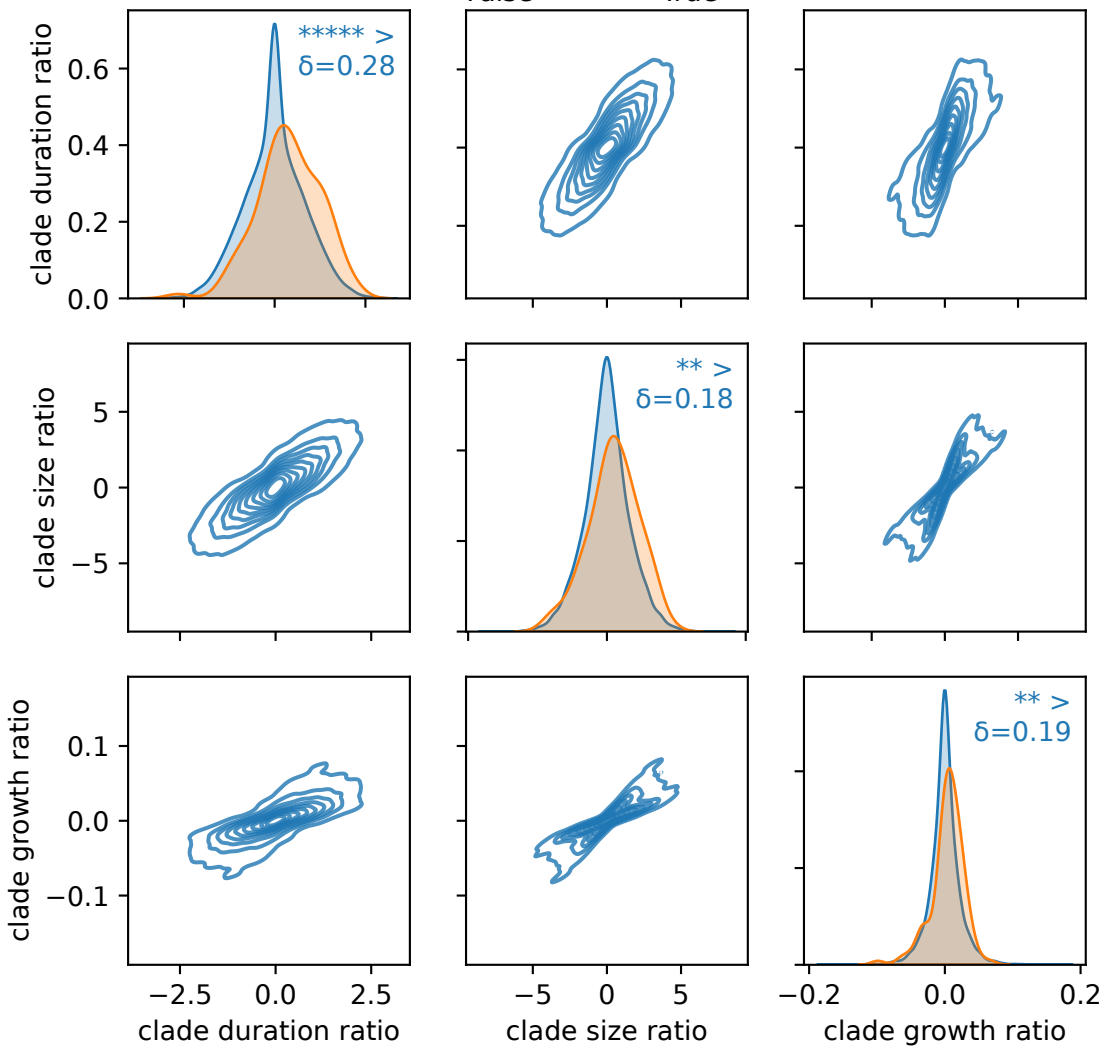 clade duration ratio
0.6
0.4
0.2
0.0
***** >
δ=0.28
clade size ratio
5
0
−5
** >
δ=0.18
clade growth ratio
0.1
0.0
−0.1
** >
δ=0.19
−2.5 0.0 2.5
−5 0 5
−0.2 0.0 0.2
clade duration ratio
clade size ratio
clade growth ratio